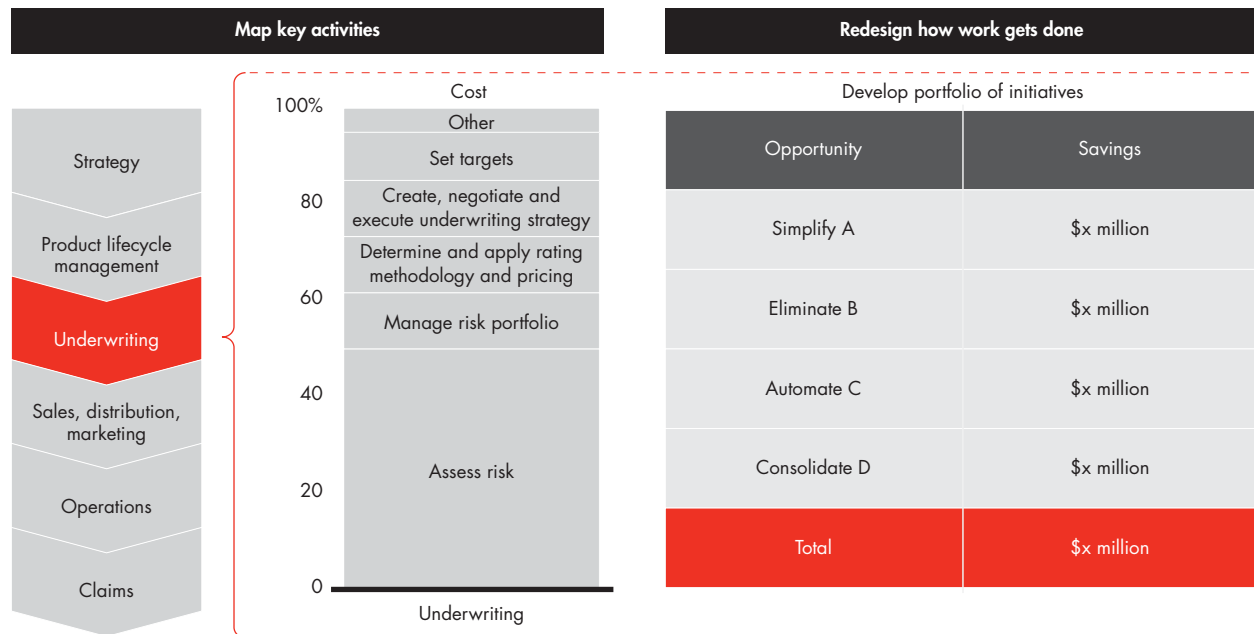 Map key activities
Redesign how work gets done
Strategy
Product lifecycle
management
Underwriting
Sales, distribution,
marketing
Operations
Claims
Cost
100%
80
60
40
20
0
Other
Set targets
Create, negotiate and
execute underwriting strategy
Determine and apply rating
methodology and pricing
Manage risk portfolio
Assess risk
Underwriting
Develop portfolio of initiatives
Opportunity Savings
Simplify A $x million
Eliminate B $x million
Automate C $x million
Consolidate D $x million
Total $x million